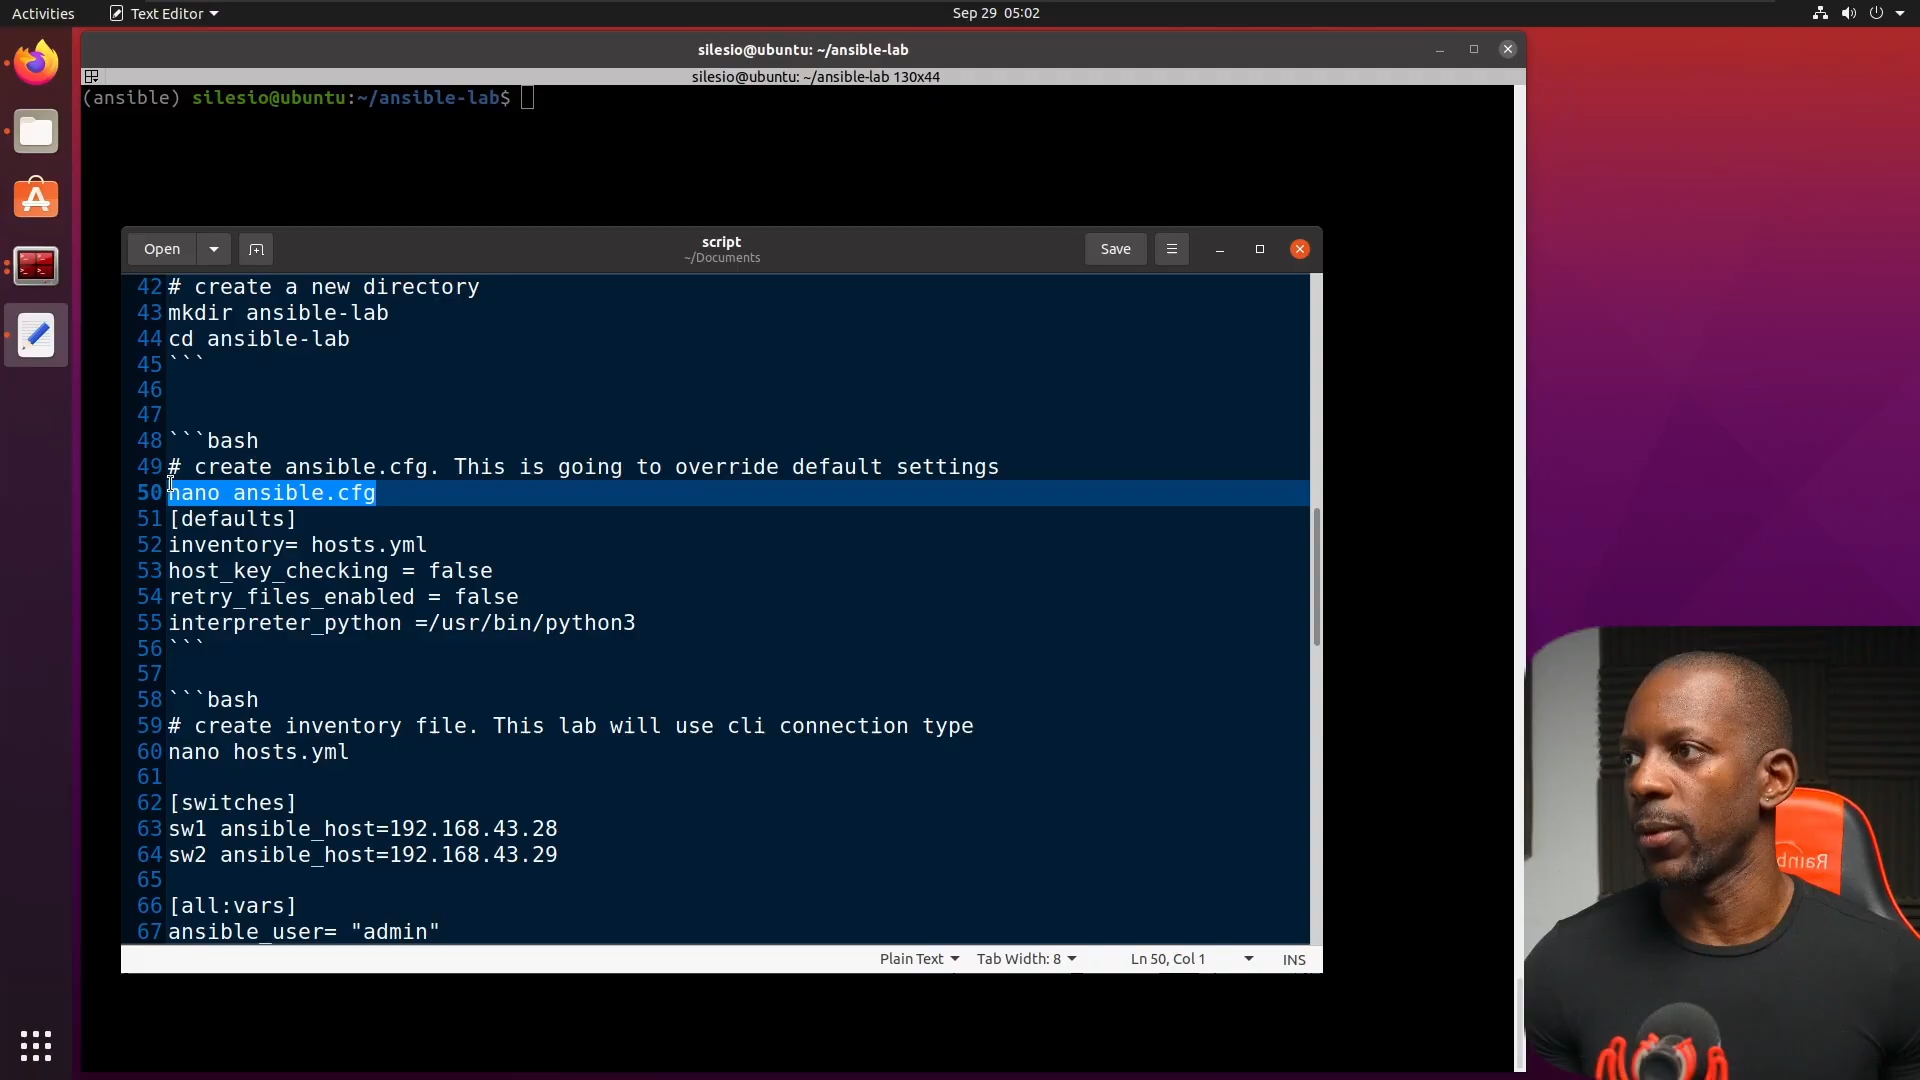 Activities
Text Editor
Sep 29 05:02
silesio@ubuntu: ~/ansible-lab
silesio@ubuntu: ~/ansible-lab 130x44
(ansible) silesio@ubuntu:~/ansible-lab$
Open
script
~/Documents
Save
42 # create a new directory
43 mkdir ansible-lab
44 cd ansible-lab
45 ```
46
47
48 ```bash
49 # create ansible.cfg. This is going to override default settings
50 nano ansible.cfg
51 [defaults]
52 inventory= hosts.yml
53 host_key_checking = false
54 retry_files_enabled = false
55 interpreter_python =/usr/bin/python3
56 ```
57
58 ```bash
59 # create inventory file. This lab will use cli connection type
60 nano hosts.yml
61
62 [switches]
63 sw1 ansible_host=192.168.43.28
64 sw2 ansible_host=192.168.43.29
65
66 [all:vars]
67 ansible_user= "admin"
Plain Text
Tab Width: 8
Ln 50, Col 1
INS